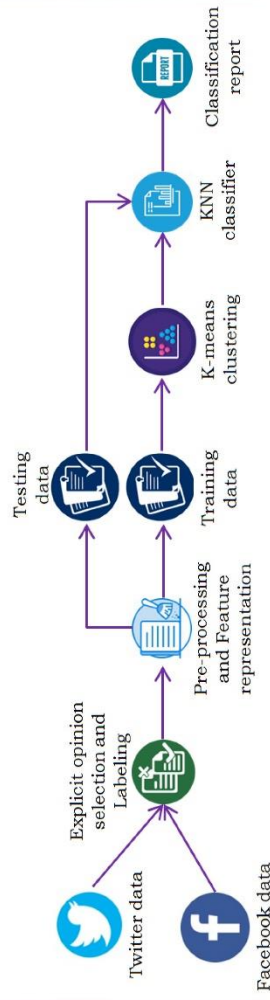 Twitter data
Facebook data
Explicit opinion
selection and
Labeling
Pre-processing
and Feature
representation
Testing
data
Training
data
K-means
clustering
KNN
classifier
REPORT
Classification
report